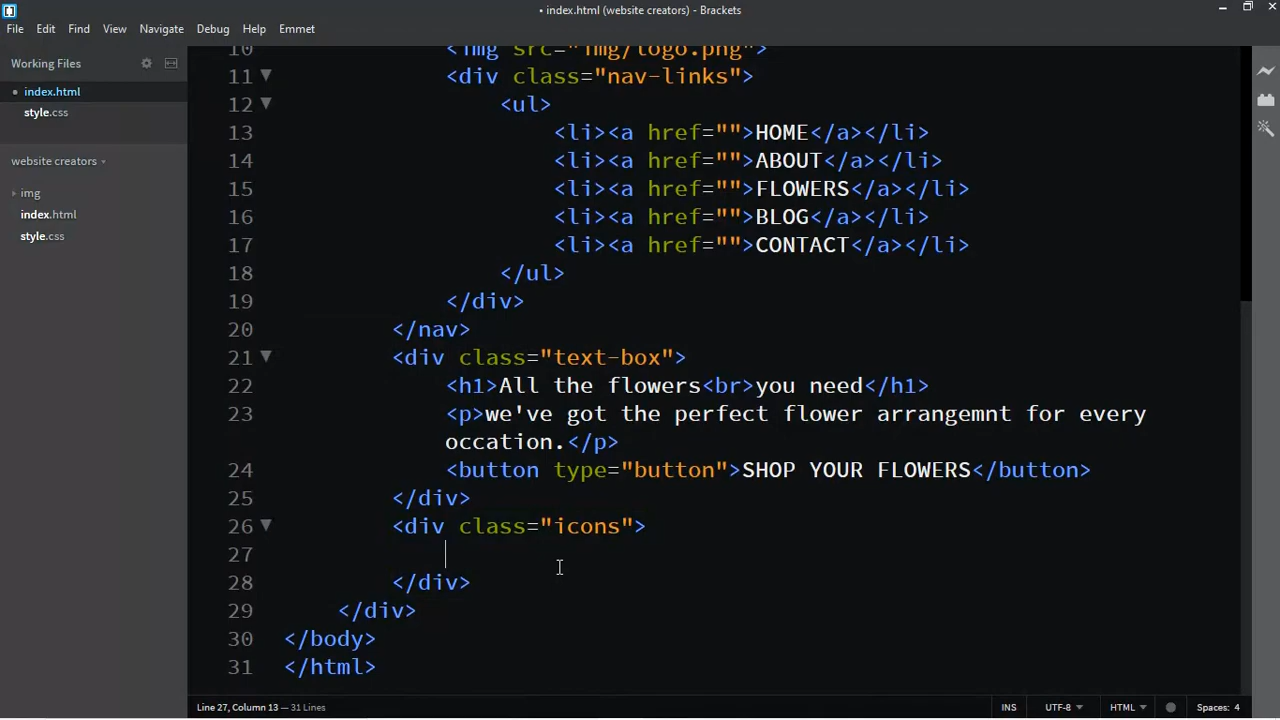 • index.html (website creators) - Brackets
File Edit Find View Navigate Debug Help Emmet
Working Files
• index.html
style.css
website creators
img
index.html
style.css
10 <img src="img/logo.png">
11 <div class="nav-links">
12 <ul>
13 <li><a href="">HOME</a></li>
14 <li><a href="">ABOUT</a></li>
15 <li><a href="">FLOWERS</a></li>
16 <li><a href="">BLOG</a></li>
17 <li><a href="">CONTACT</a></li>
18 </ul>
19 </div>
20 </nav>
21 <div class="text-box">
22 <h1>All the flowers<br>you need</h1>
23 <p>we've got the perfect flower arrangemnt for every
occation.</p>
24 <button type="button">SHOP YOUR FLOWERS</button>
25 </div>
26 <div class="icons">
27
28 </div>
29 </div>
30 </body>
31 </html>
Line 27, Column 13 — 31 Lines INS UTF-8 HTML Spaces: 4